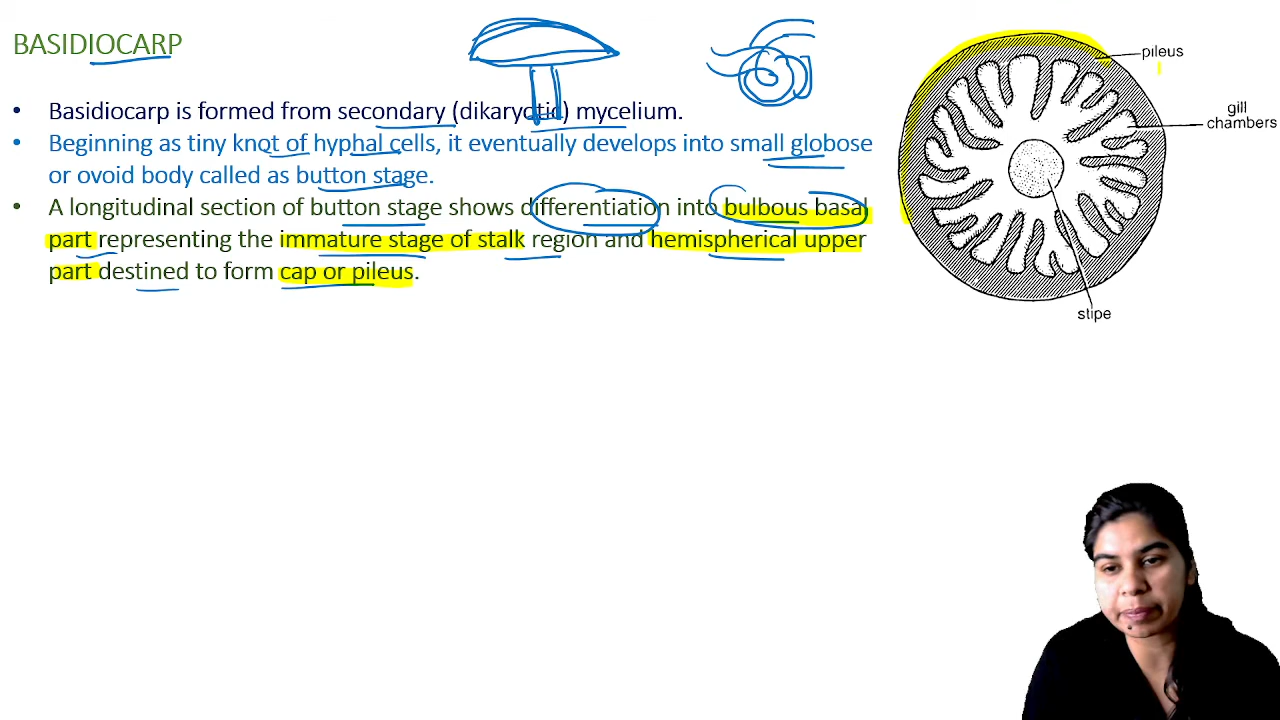 BASIDIOCARP
• Basidiocarp is formed from secondary (dikaryotic) mycelium.
• Beginning as tiny knot of hyphal cells, it eventually develops into small globose
or ovoid body called as button stage.
• A longitudinal section of button stage shows differentiation into bulbous basal
part representing the immature stage of stalk region and hemispherical upper
part destined to form cap or pileus.
pileus
gill
chambers
stipe